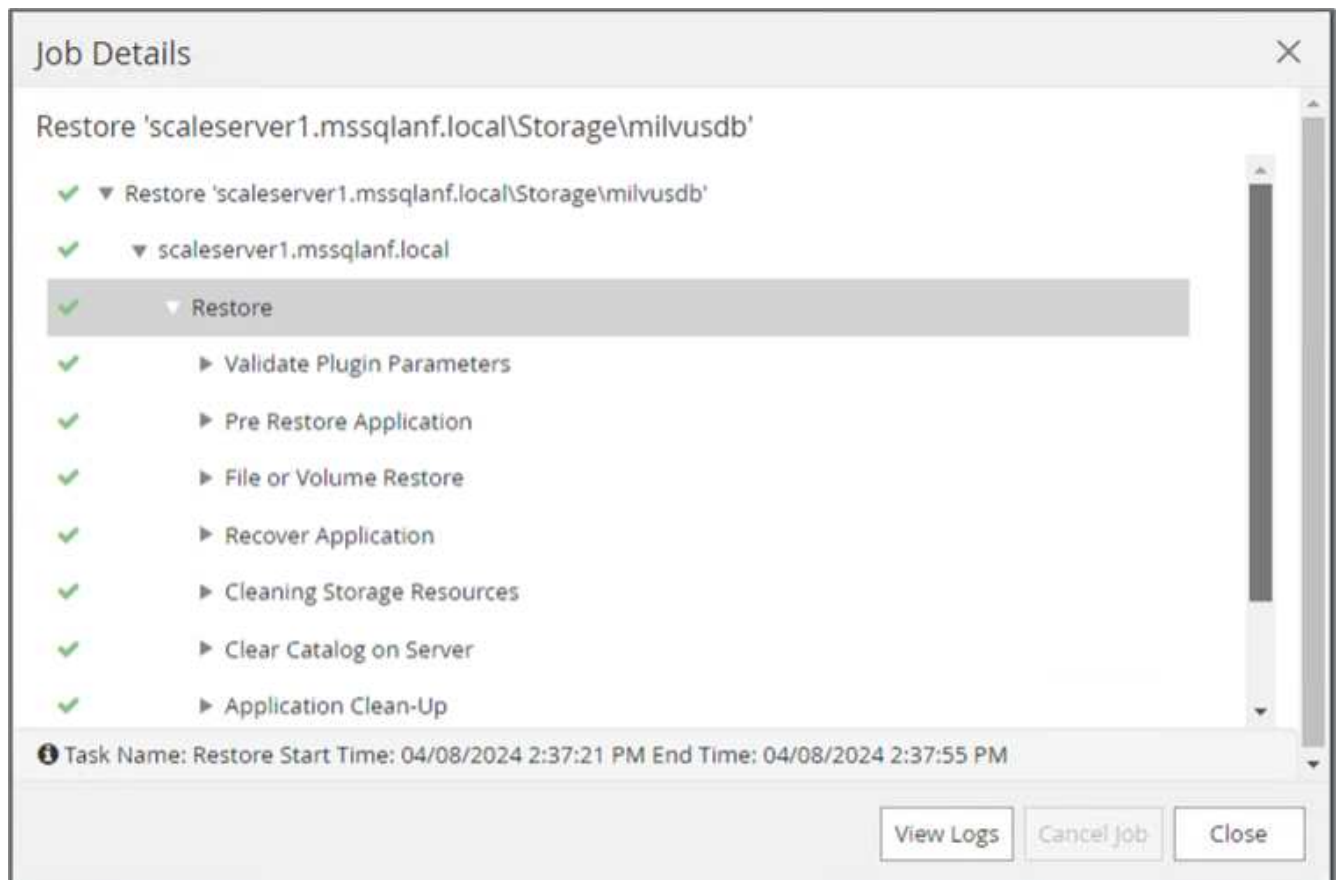 Job Details
Restore 'scaleserver1.mssqlanf.local\Storage\milvusdb'
Restore 'scaleserver1.mssqlanf.local\Storage\milvusdb'
scaleserver1.mssqlanf.local
Restore
Validate Plugin Parameters
Pre Restore Application
File or Volume Restore
Recover Application
Cleaning Storage Resources
Clear Catalog on Server
Application Clean-Up
Task Name: Restore Start Time: 04/08/2024 2:37:21 PM End Time: 04/08/2024 2:37:55 PM
View Logs Cancel Job Close